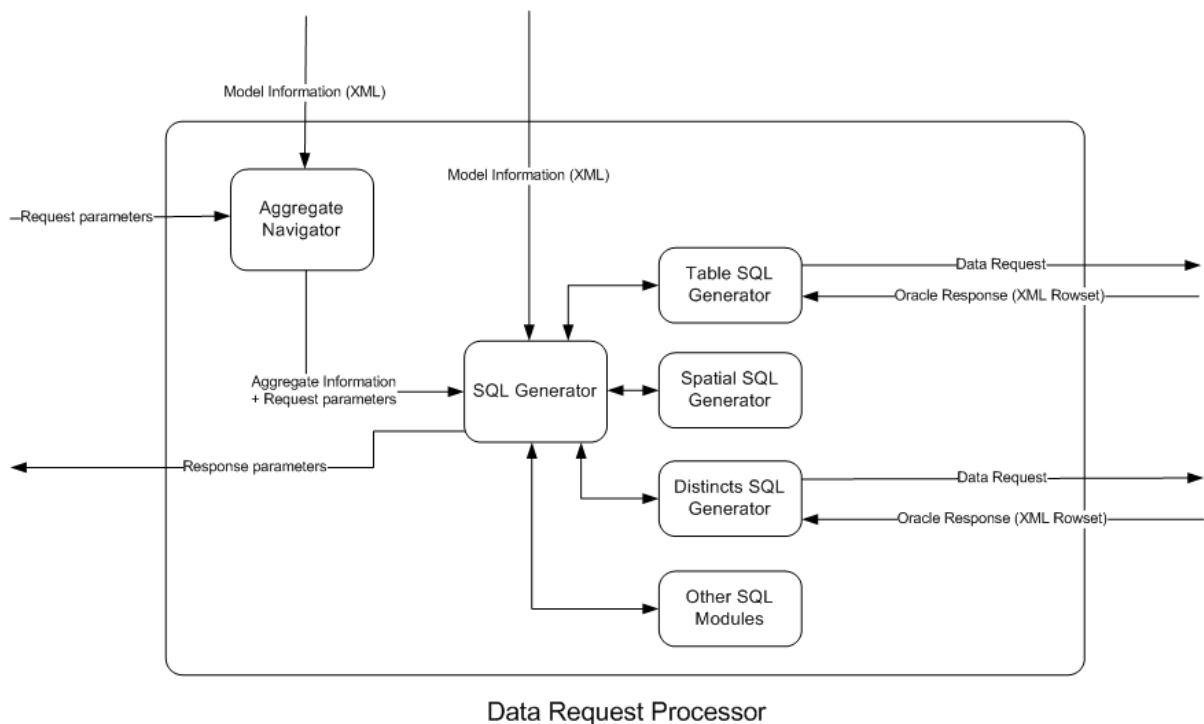 Model Information (XML)
Model Information (XML)
Request parameters
Aggregate
Navigator
Table SQL
Generator
Data Request
Oracle Response (XML Rowset)
Aggregate Information
+ Request parameters
SQL Generator
Spatial SQL
Generator
Response parameters
Distincts SQL
Generator
Data Request
Oracle Response (XML Rowset)
Other SQL
Modules
Data Request Processor